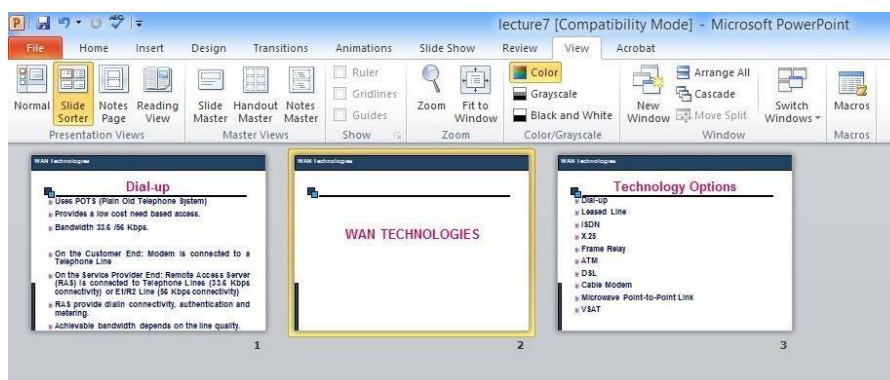 lecture7 [Compatibility Mode] - Microsoft PowerPoint
File Home Insert Design Transitions Animations Slide Show Review View Acrobat
Normal Slide Sorter Notes Page Reading View Slide Master Handout Master Notes Master Ruler Gridlines Guides Zoom Fit to Window Color Grayscale Black and White New Window Arrange All Cascade Move Split Switch Windows Macros
Presentation Views Master Views Show Zoom Color/Grayscale Window Macros
WAN Technologies
Dial-up
Uses POTS (Plain Old Telephone System)
Provides a low cost need based access.
Bandwidth 33.6 /56 Kbps.
On the Customer End: Modem is connected to a
Telephone Line
On the Service Provider End: Remote Access Server
(RAS) is connected to Telephone Lines (33.6 Kbps
connectivity) or E1/R2 Line (56 Kbps connectivity)
RAS provide dialin connectivity, authentication and
metering.
Achievable bandwidth depends on the line quality.
1
WAN Technologies
WAN TECHNOLOGIES
2
WAN Technologies
Technology Options
Dial-up
Leased Line
ISDN
X.25
Frame Relay
ATM
DSL
Cable Modem
Microwave Point-to-Point Link
VSAT
3